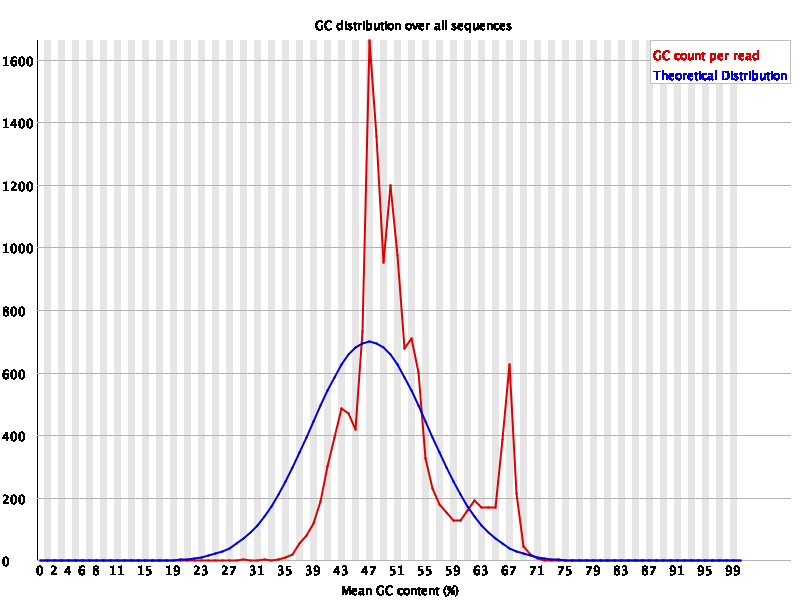 GC distribution over all sequences
GC count per read
Theoretical Distribution
1600
1400
1200
1000
800
600
400
200
0
0 2 4 6 8 11 15 19 23 27 31 35 39 43 47 51 55 59 63 67 71 75 79 83 87 91 95 99
Mean GC content (%)